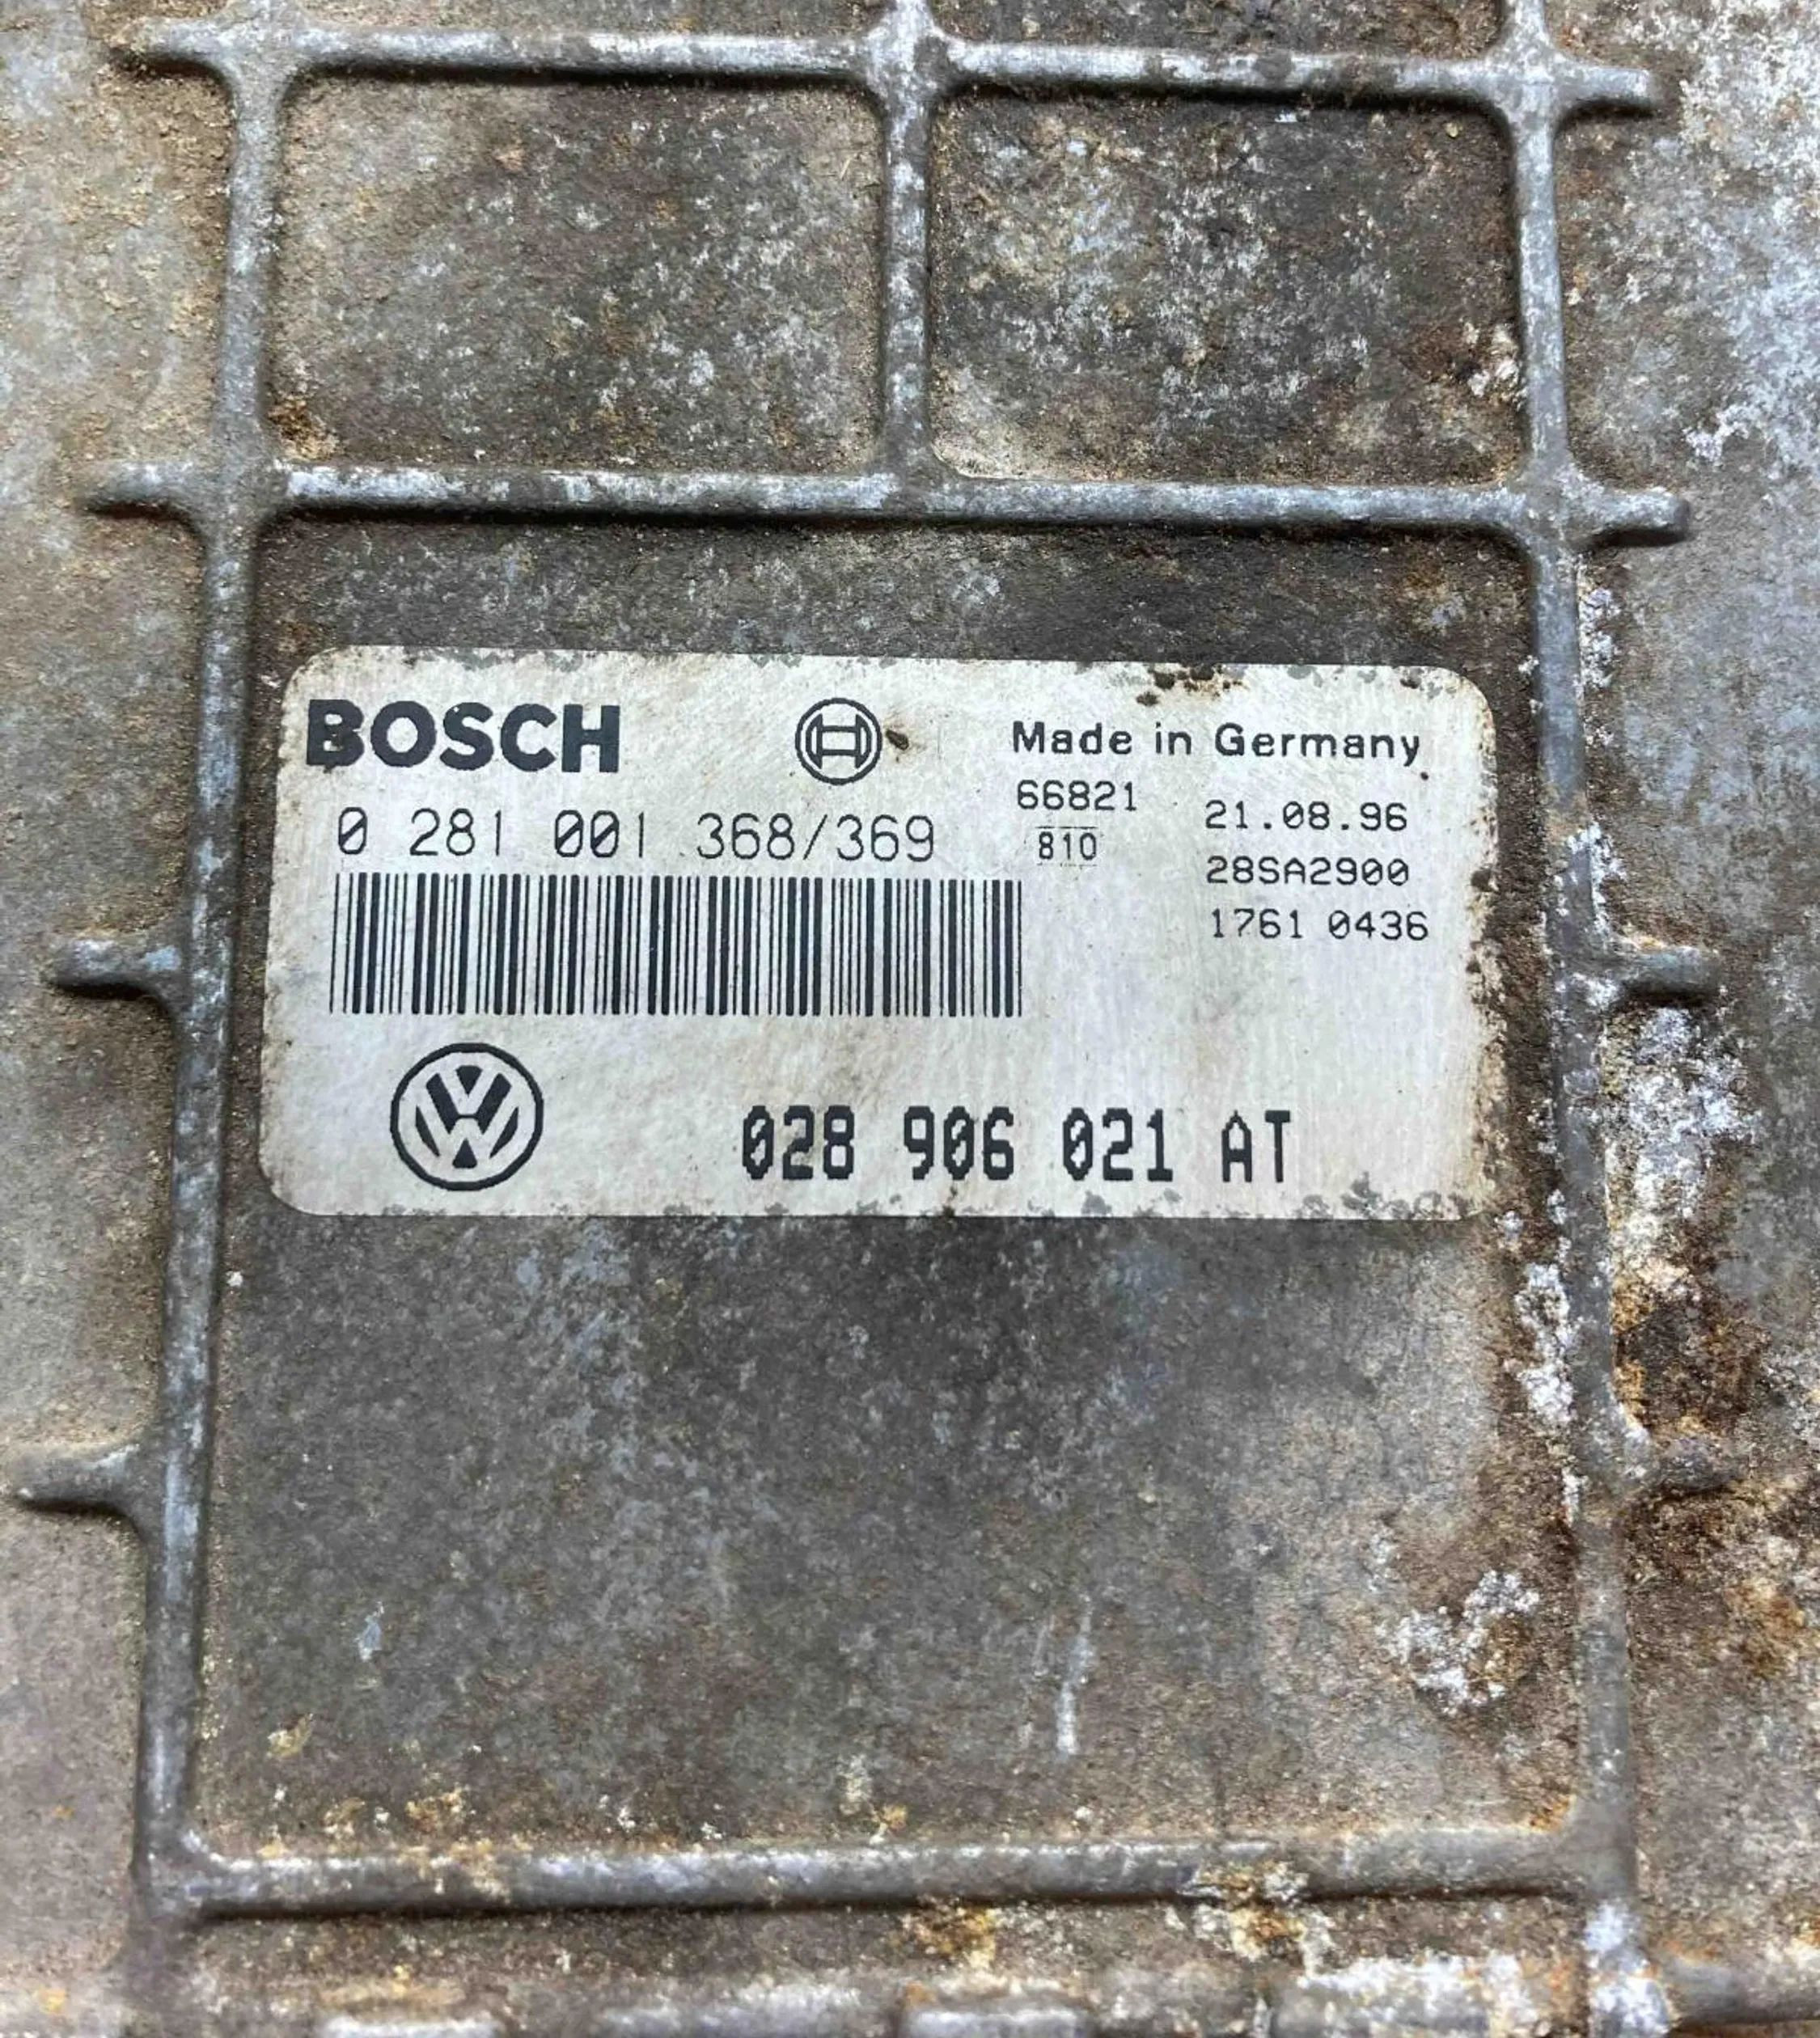 BOSCH
Made in Germany
0 281 001 368/369
66821
810
21.08.96
28SA2900
1761 0436
VW
028 906 021 AT